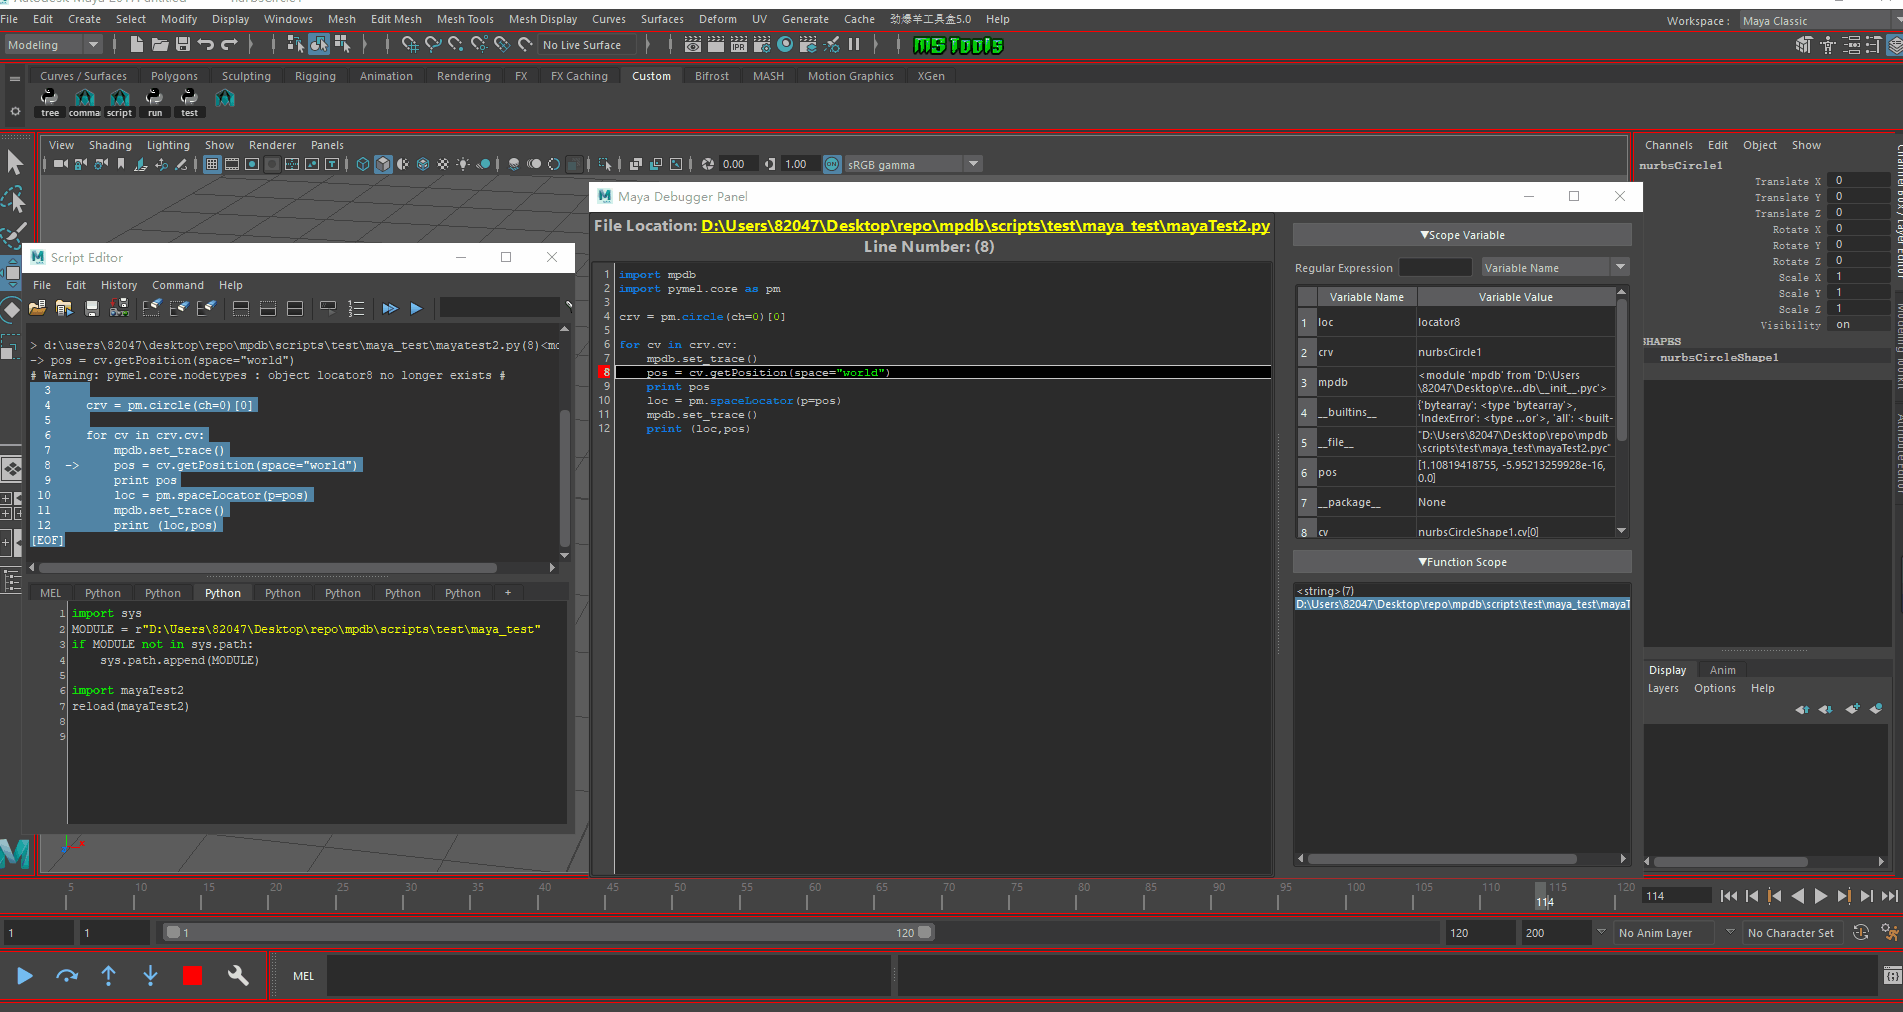 File Edit Create Select Modify Display Windows Mesh Edit Mesh Mesh Tools Mesh Display Curves Surfaces Deform UV Generate Cache 劲爆羊工具盒5.0 Help
Workspace : Maya Classic
Modeling No Live Surface IPR MS Tools
Curves / Surfaces Polygons Sculpting Rigging Animation Rendering FX FX Caching Custom Bifrost MASH Motion Graphics XGen
tree comma script run test
View Shading Lighting Show Renderer Panels
0.00 1.00 ON sRGB gamma
Channels Edit Object Show
nurbsCircle1
Translate X 0
Translate Y 0
Translate Z 0
Rotate X 0
Rotate Y 0
Rotate Z 0
Scale X 1
Scale Y 1
Scale Z 1
Visibility on
SHAPES
nurbsCircleShape1
Display Anim
Layers Options Help
Maya Debugger Panel
File Location: D:\Users\82047\Desktop\repo\mpdb\scripts\test\maya_test\mayaTest2.py
Line Number: (8)
1 import mpdb
2 import pymel.core as pm
3
4 crv = pm.circle(ch=0)[0]
5
6 for cv in crv.cv:
7 mpdb.set_trace()
8 pos = cv.getPosition(space="world")
9 print pos
10 loc = pm.spaceLocator(p=pos)
11 mpdb.set_trace()
12 print (loc,pos)
▼Scope Variable
Regular Expression Variable Name
Variable Name Variable Value
1 loc locator8
2 crv nurbsCircle1
3 mpdb <module 'mpdb' from 'D:\Users
\82047\Desktop\re...db\__init__.pyc'>
4 __builtins__ {'bytearray': <type 'bytearray'>,
'IndexError': <type ...or'>, 'all': <built-
5 __file__ "D:\Users\82047\Desktop\repo\mpdb
\scripts\test\maya_test\mayaTest2.pyc"
6 pos [1.10819418755, -5.95213259928e-16,
0.0]
7 __package__ None
8 cv nurbsCircleShape1.cv[0]
▼Function Scope
<string>(7)
D:\Users\82047\Desktop\repo\mpdb\scripts\test\maya_test\mayaT
Script Editor
File Edit History Command Help
> d:\users\82047\desktop\repo\mpdb\scripts\test\maya_test\mayatest2.py(8)<mo
-> pos = cv.getPosition(space="world")
# Warning: pymel.core.nodetypes : object locator8 no longer exists #
3
4 crv = pm.circle(ch=0)[0]
5
6 for cv in crv.cv:
7 mpdb.set_trace()
8 -> pos = cv.getPosition(space="world")
9 print pos
10 loc = pm.spaceLocator(p=pos)
11 mpdb.set_trace()
12 print (loc,pos)
[EOF]
MEL Python Python Python Python Python Python Python +
1 import sys
2 MODULE = r"D:\Users\82047\Desktop\repo\mpdb\scripts\test\maya_test"
3 if MODULE not in sys.path:
4 sys.path.append(MODULE)
5
6 import mayaTest2
7 reload(mayaTest2)
8
9
5 10 15 20 25 30 35 40 45 50 55 60 65 70 75 80 85 90 95 100 105 110 115 120
114 114
1 1 1 120 120 200 No Anim Layer No Character Set
MEL